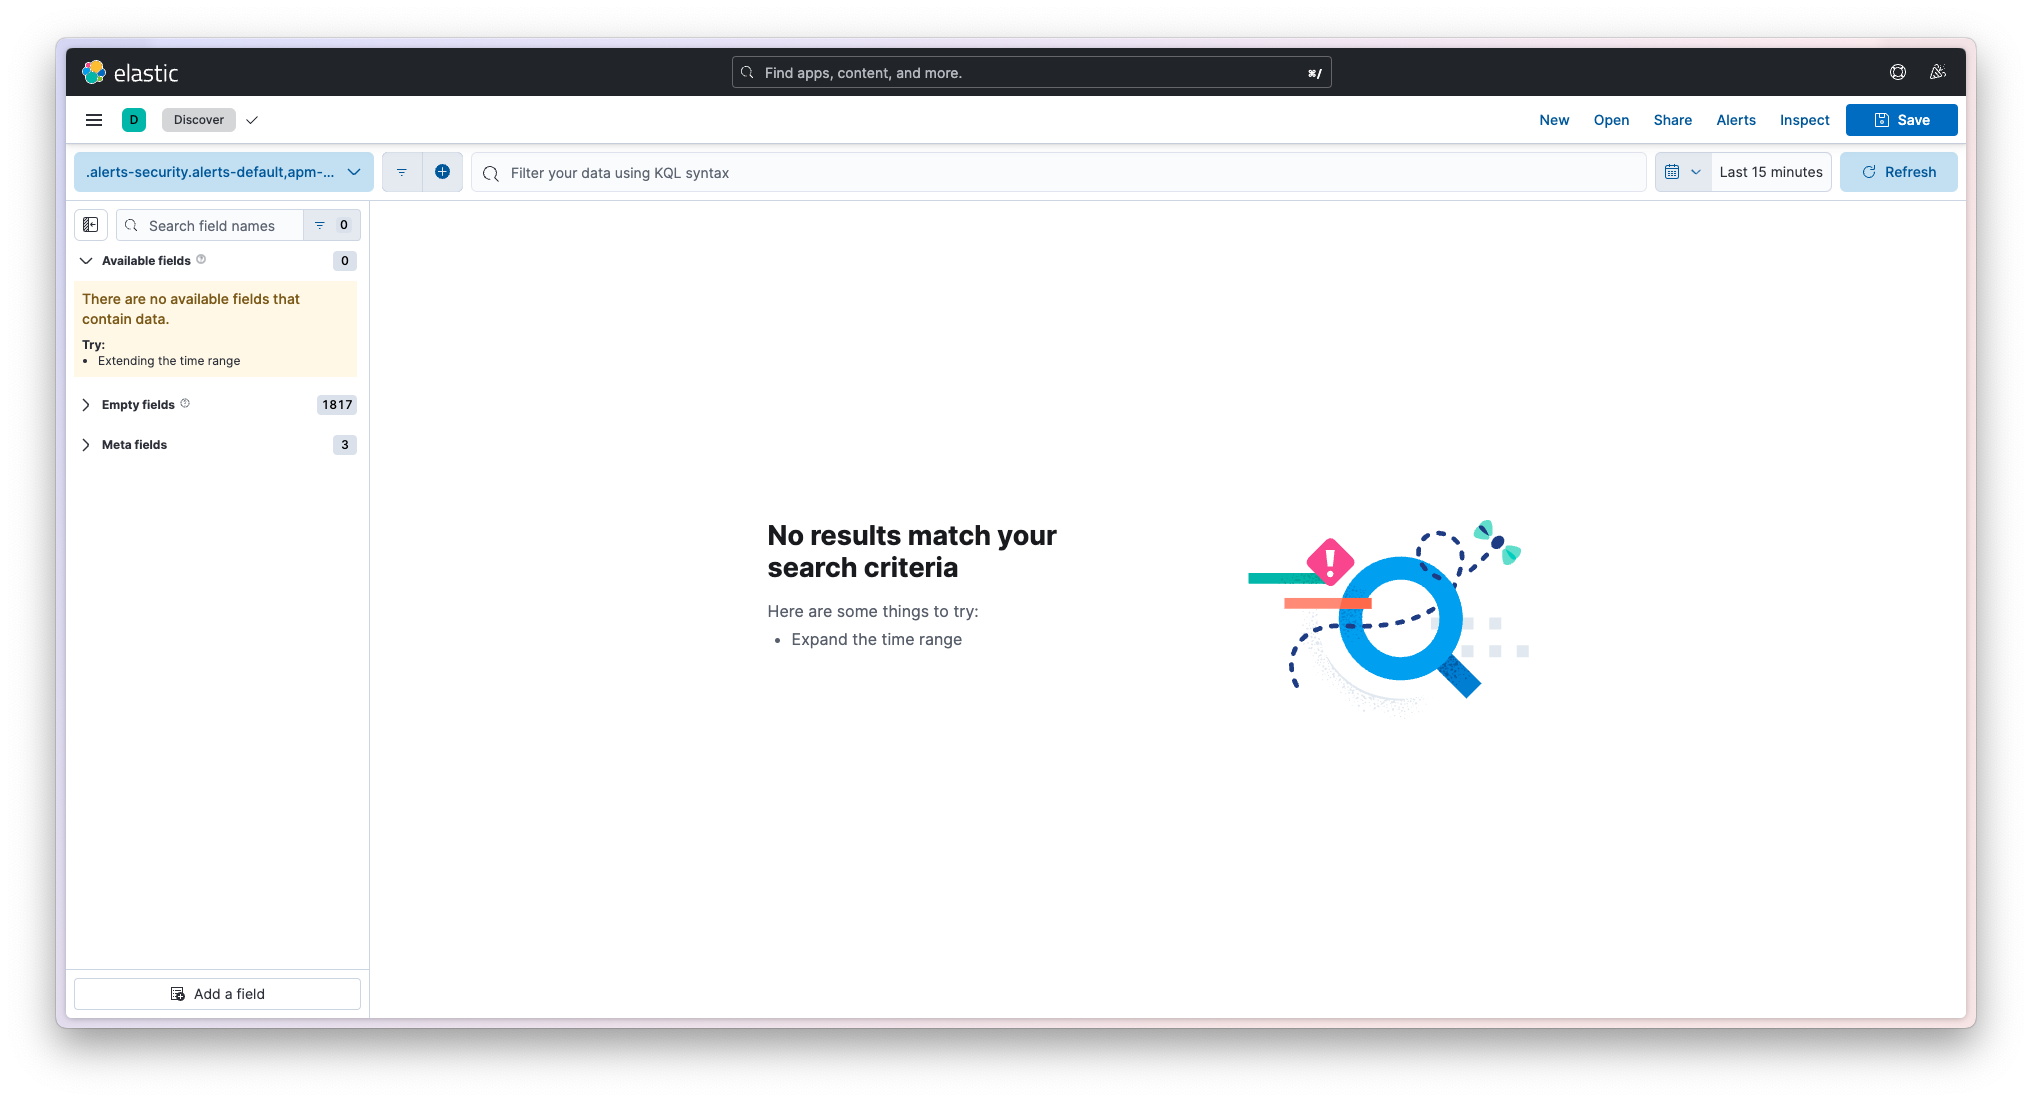 elastic
Find apps, content, and more.
⌘/
D
Discover
New
Open
Share
Alerts
Inspect
Save
.alerts-security.alerts-default,apm-...
Filter your data using KQL syntax
Last 15 minutes
Refresh
Search field names
0
Available fields
0
There are no available fields that
contain data.
Try:
• Extending the time range
Empty fields
1817
Meta fields
3
No results match your
search criteria
Here are some things to try:
• Expand the time range
Add a field